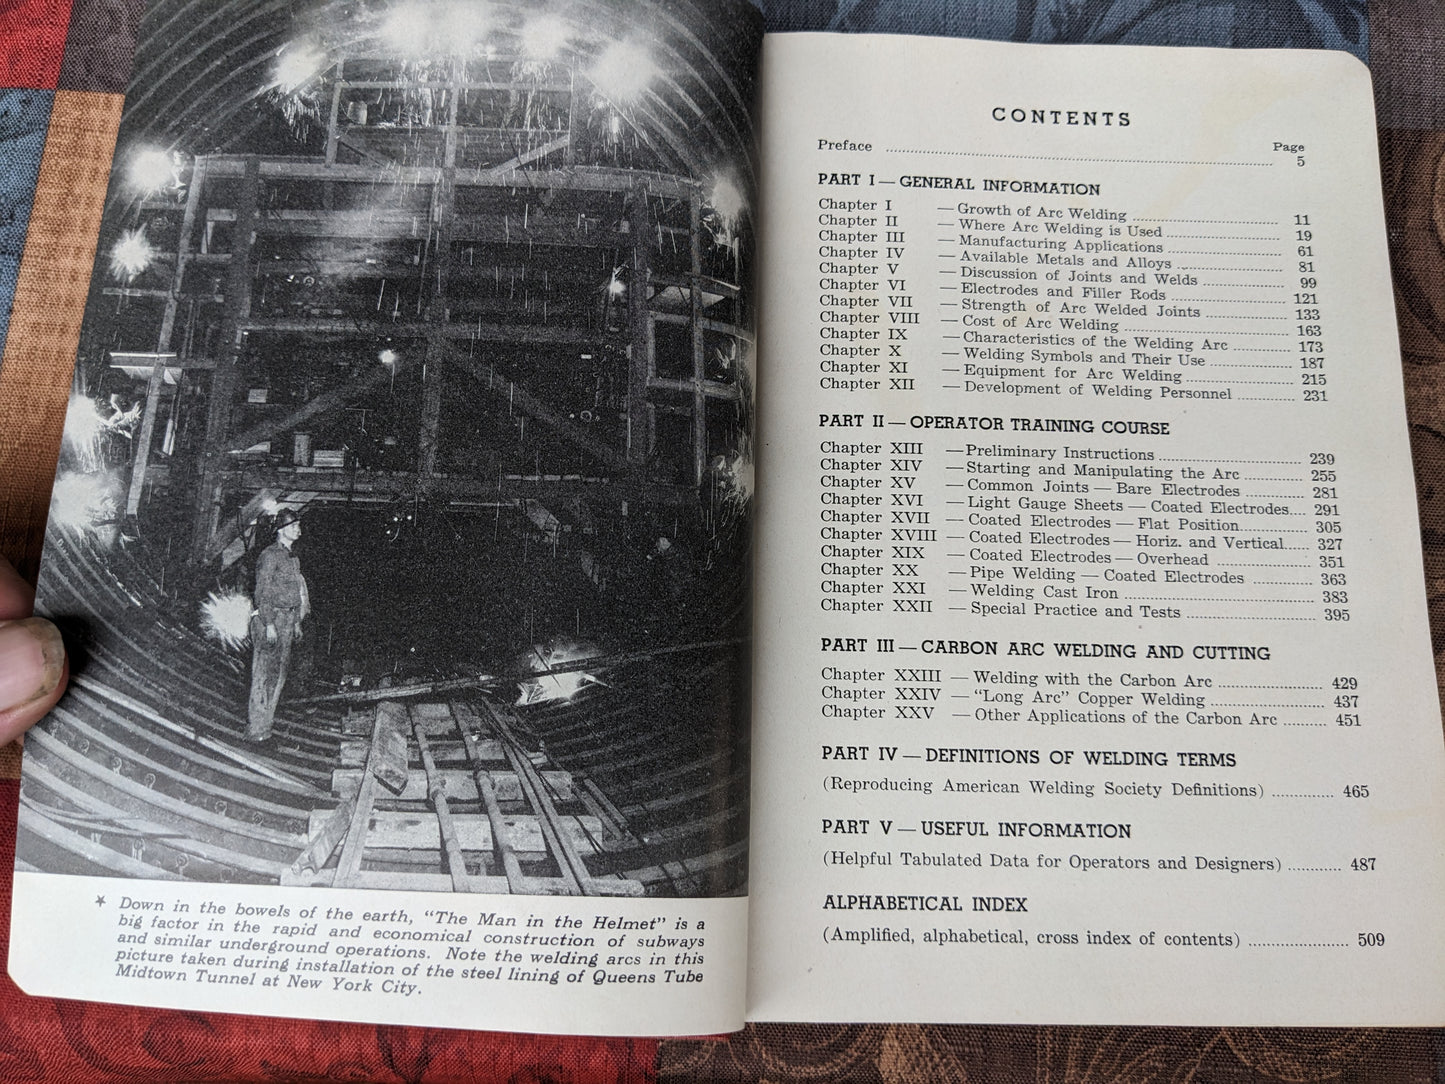 ★ Down in the bowels of the earth, "The Man in the Helmet" is a
big factor in the rapid and economical construction of subways
and similar underground operations. Note the welding arcs in this
picture taken during installation of the steel lining of Queens Tube
Midtown Tunnel at New York City.
CONTENTS
Page
Preface ........ 5
PART I — GENERAL INFORMATION
Chapter I — Growth of Arc Welding ........ 11
Chapter II — Where Arc Welding is Used ........ 19
Chapter III — Manufacturing Applications ........ 61
Chapter IV — Available Metals and Alloys ........ 81
Chapter V — Discussion of Joints and Welds ........ 99
Chapter VI — Electrodes and Filler Rods ........ 121
Chapter VII — Strength of Arc Welded Joints ........ 133
Chapter VIII — Cost of Arc Welding ........ 163
Chapter IX — Characteristics of the Welding Arc ........ 173
Chapter X — Welding Symbols and Their Use ........ 187
Chapter XI — Equipment for Arc Welding ........ 215
Chapter XII — Development of Welding Personnel ........ 231
PART II — OPERATOR TRAINING COURSE
Chapter XIII — Preliminary Instructions ........ 239
Chapter XIV — Starting and Manipulating the Arc ........ 255
Chapter XV — Common Joints — Bare Electrodes ........ 281
Chapter XVI — Light Gauge Sheets — Coated Electrodes.... 291
Chapter XVII — Coated Electrodes — Flat Position........ 305
Chapter XVIII — Coated Electrodes — Horiz. and Vertical...... 327
Chapter XIX — Coated Electrodes — Overhead ........ 351
Chapter XX — Pipe Welding — Coated Electrodes ........ 363
Chapter XXI — Welding Cast Iron ........ 383
Chapter XXII — Special Practice and Tests ........ 395
PART III — CARBON ARC WELDING AND CUTTING
Chapter XXIII — Welding with the Carbon Arc ........ 429
Chapter XXIV — "Long Arc" Copper Welding ........ 437
Chapter XXV — Other Applications of the Carbon Arc ........ 451
PART IV — DEFINITIONS OF WELDING TERMS
(Reproducing American Welding Society Definitions) ........ 465
PART V — USEFUL INFORMATION
(Helpful Tabulated Data for Operators and Designers) ........ 487
ALPHABETICAL INDEX
(Amplified, alphabetical, cross index of contents) ........ 509